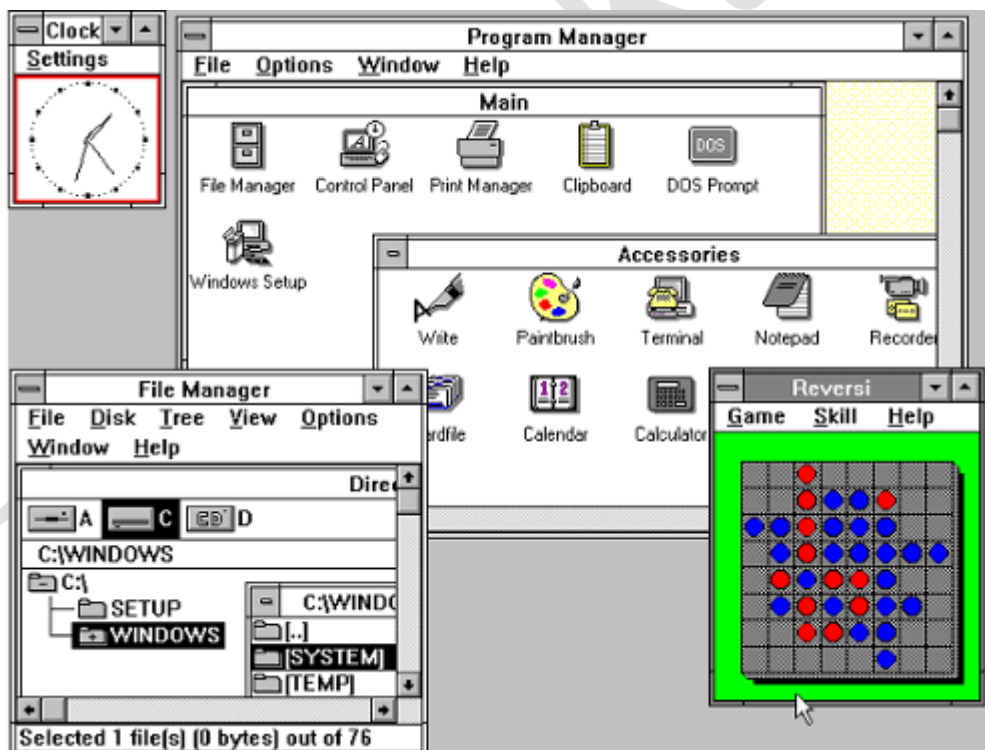 Clock
Settings
Program Manager
File Options Window Help
Main
File Manager Control Panel Print Manager Clipboard DOS Prompt
DOS
Windows Setup
Accessories
Write Paintbrush Terminal Notepad Recorder
12
ardfile Calendar Calculator
File Manager
File Disk Tree View Options
Window Help
Direc
A C D
C:\WINDOWS
C:\
SETUP
WINDOWS
C:\WINDO
[..]
[SYSTEM]
[TEMP]
Selected 1 file(s) (0 bytes) out of 76
Reversi
Game Skill Help